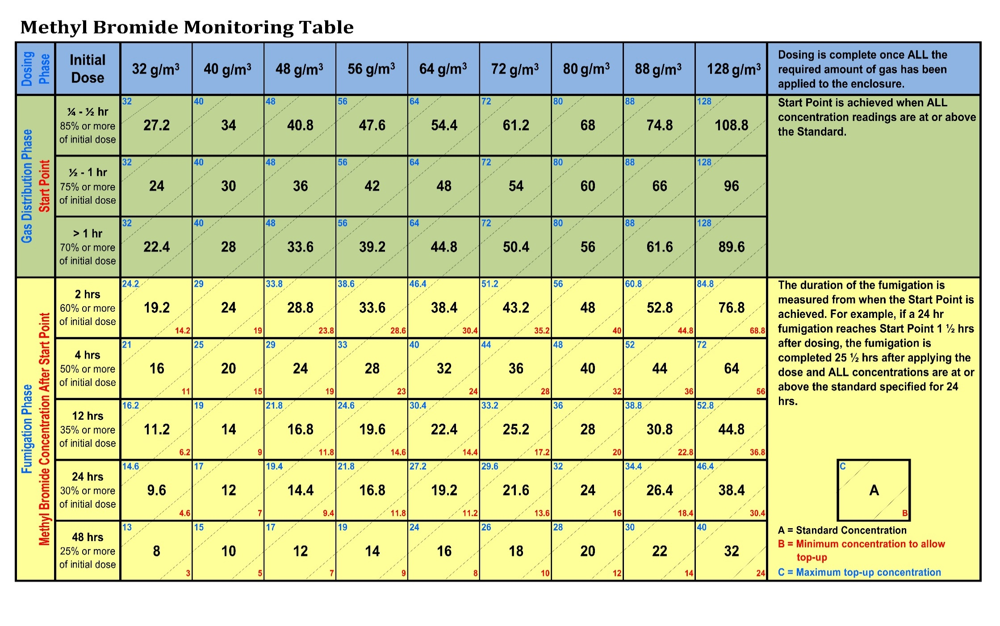 Methyl Bromide Monitoring Table
Dosing
Phase
Initial
Dose
32 g/m³ 40 g/m³ 48 g/m³ 56 g/m³ 64 g/m³ 72 g/m³ 80 g/m³ 88 g/m³ 128 g/m³
Dosing is complete once ALL the
required amount of gas has been
applied to the enclosure.
Gas Distribution Phase
Start Point
¼ - ½ hr
85% or more
of initial dose
32 40 48 56 64 72 80 88 128
27.2 34 40.8 47.6 54.4 61.2 68 74.8 108.8
Start Point is achieved when ALL
concentration readings are at or above
the Standard.
½ - 1 hr
75% or more
of initial dose
32 40 48 56 64 72 80 88 128
24 30 36 42 48 54 60 66 96
> 1 hr
70% or more
of initial dose
32 40 48 56 64 72 80 88 128
22.4 28 33.6 39.2 44.8 50.4 56 61.6 89.6
Fumigation Phase
Methyl Bromide Concentration After Start Point
2 hrs
60% or more
of initial dose
24.2 29 33.8 38.6 46.4 51.2 56 60.8 84.8
19.2 24 28.8 33.6 38.4 43.2 48 52.8 76.8
14.2 19 23.8 28.6 30.4 35.2 40 44.8 68.8
The duration of the fumigation is
measured from when the Start Point is
achieved. For example, if a 24 hr
fumigation reaches Start Point 1 ½ hrs
after dosing, the fumigation is
completed 25 ½ hrs after applying the
dose and ALL concentrations are at or
above the standard specified for 24
hrs.
4 hrs
50% or more
of initial dose
21 25 29 33 40 44 48 52 72
16 20 24 28 32 36 40 44 64
11 15 19 23 24 28 32 36 56
12 hrs
35% or more
of initial dose
16.2 19 21.8 24.6 30.4 33.2 36 38.8 52.8
11.2 14 16.8 19.6 22.4 25.2 28 30.8 44.8
6.2 9 11.8 14.6 14.4 17.2 20 22.8 36.8
24 hrs
30% or more
of initial dose
14.6 17 19.4 21.8 27.2 29.6 32 34.4 46.4
9.6 12 14.4 16.8 19.2 21.6 24 26.4 38.4
4.6 7 9.4 11.8 11.2 13.6 16 18.4 30.4
48 hrs
25% or more
of initial dose
13 15 17 19 24 26 28 30 40
8 10 12 14 16 18 20 22 32
3 5 7 9 8 10 12 14 24
C
A
B
A = Standard Concentration
B = Minimum concentration to allow
top-up
C = Maximum top-up concentration